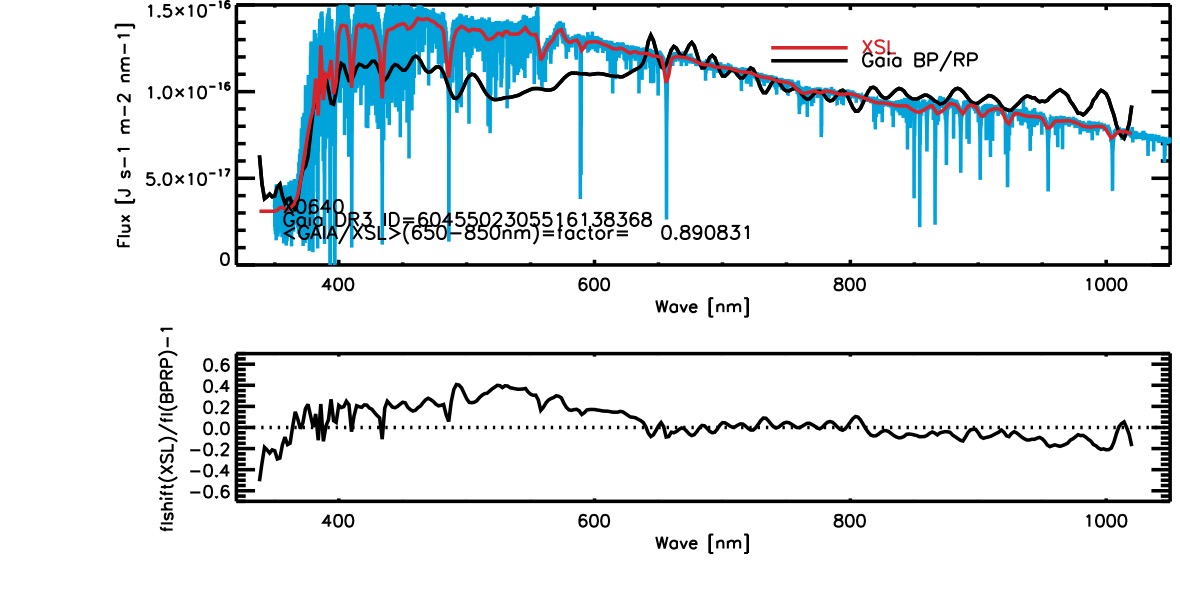 1.5×10−16
1.0×10−16
5.0×10−17
0
Flux [J s−1 m−2 nm−1]
XSL
Gaia BP/RP
X0640
Gaia DR3 ID=6045502305516138368
<GAIA/XSL>(650−850nm)=factor= 0.890831
400 600 800 1000
Wave [nm]
flshift(XSL)/fl(BPRP)−1
0.6
0.4
0.2
0.0
−0.2
−0.4
−0.6
400 600 800 1000
Wave [nm]